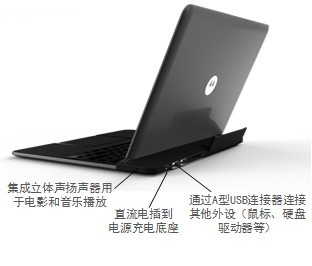 集成立体声扬声器用
于电影和音乐播放
直流电插到
电源充电底座
通过A型USB连接器连接
其他外设（鼠标、硬盘
驱动器等）